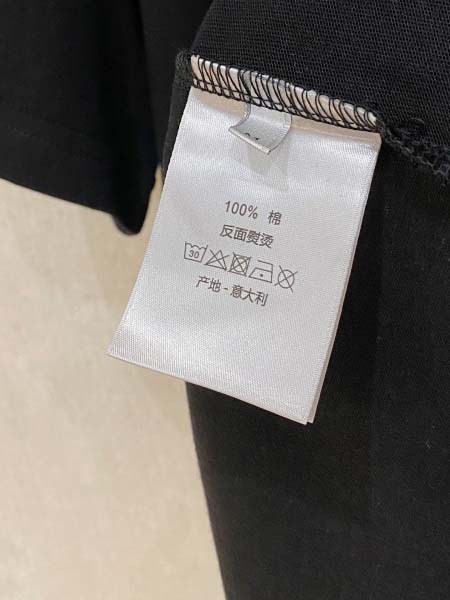 100% 棉
反面熨烫
30
产地 - 意大利